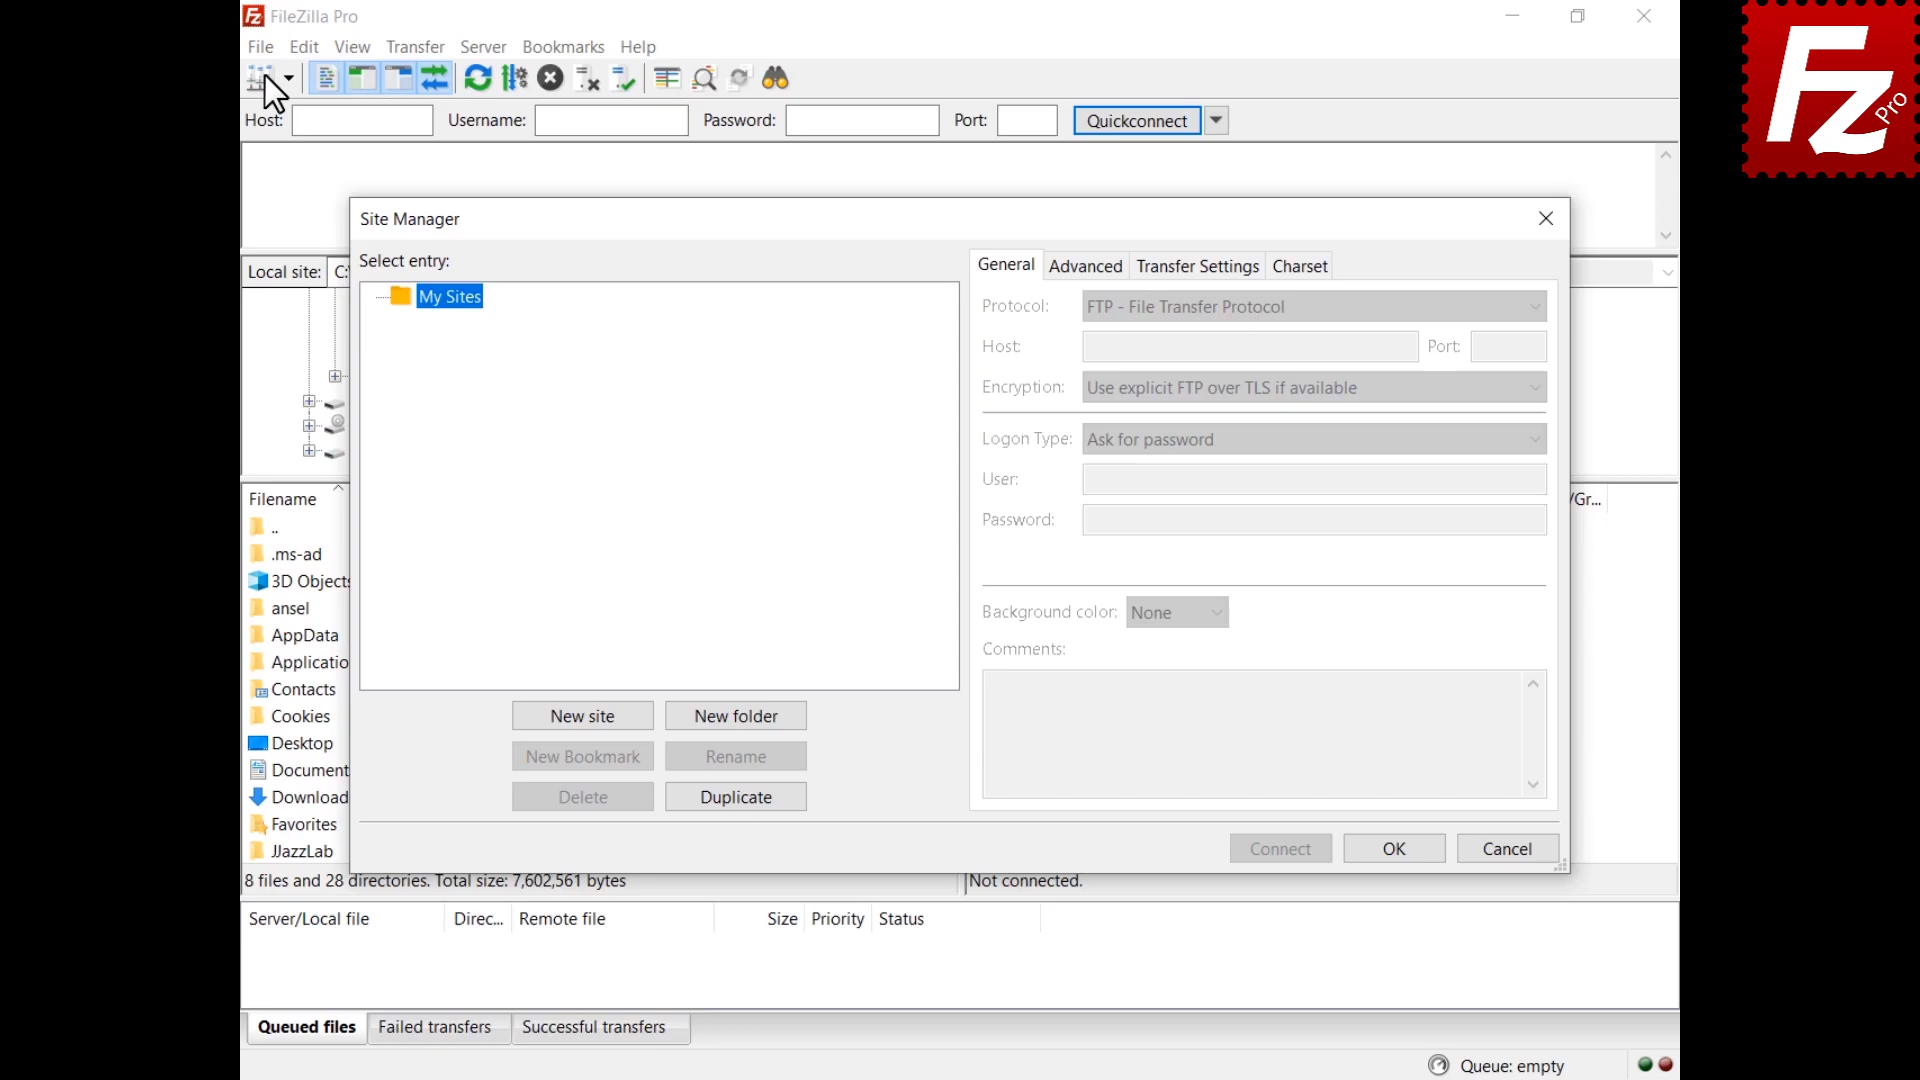 FileZilla Pro
File Edit View Transfer Server Bookmarks Help
Host: Username: Password: Port: Quickconnect
Site Manager
Select entry:
My Sites
General Advanced Transfer Settings Charset
Protocol: FTP - File Transfer Protocol
Host: Port:
Encryption: Use explicit FTP over TLS if available
Logon Type: Ask for password
User:
Password:
Background color: None
Comments:
New site New folder
New Bookmark Rename
Delete Duplicate
Connect OK Cancel
Local site: C:\
Filename /Gr...
..
.ms-ad
3D Objects
ansel
AppData
Applicatio
Contacts
Cookies
Desktop
Document
Download
Favorites
JJazzLab
8 files and 28 directories. Total size: 7,602,561 bytes Not connected.
Server/Local file Direc... Remote file Size Priority Status
Queued files Failed transfers Successful transfers
Queue: empty
Fz Pro